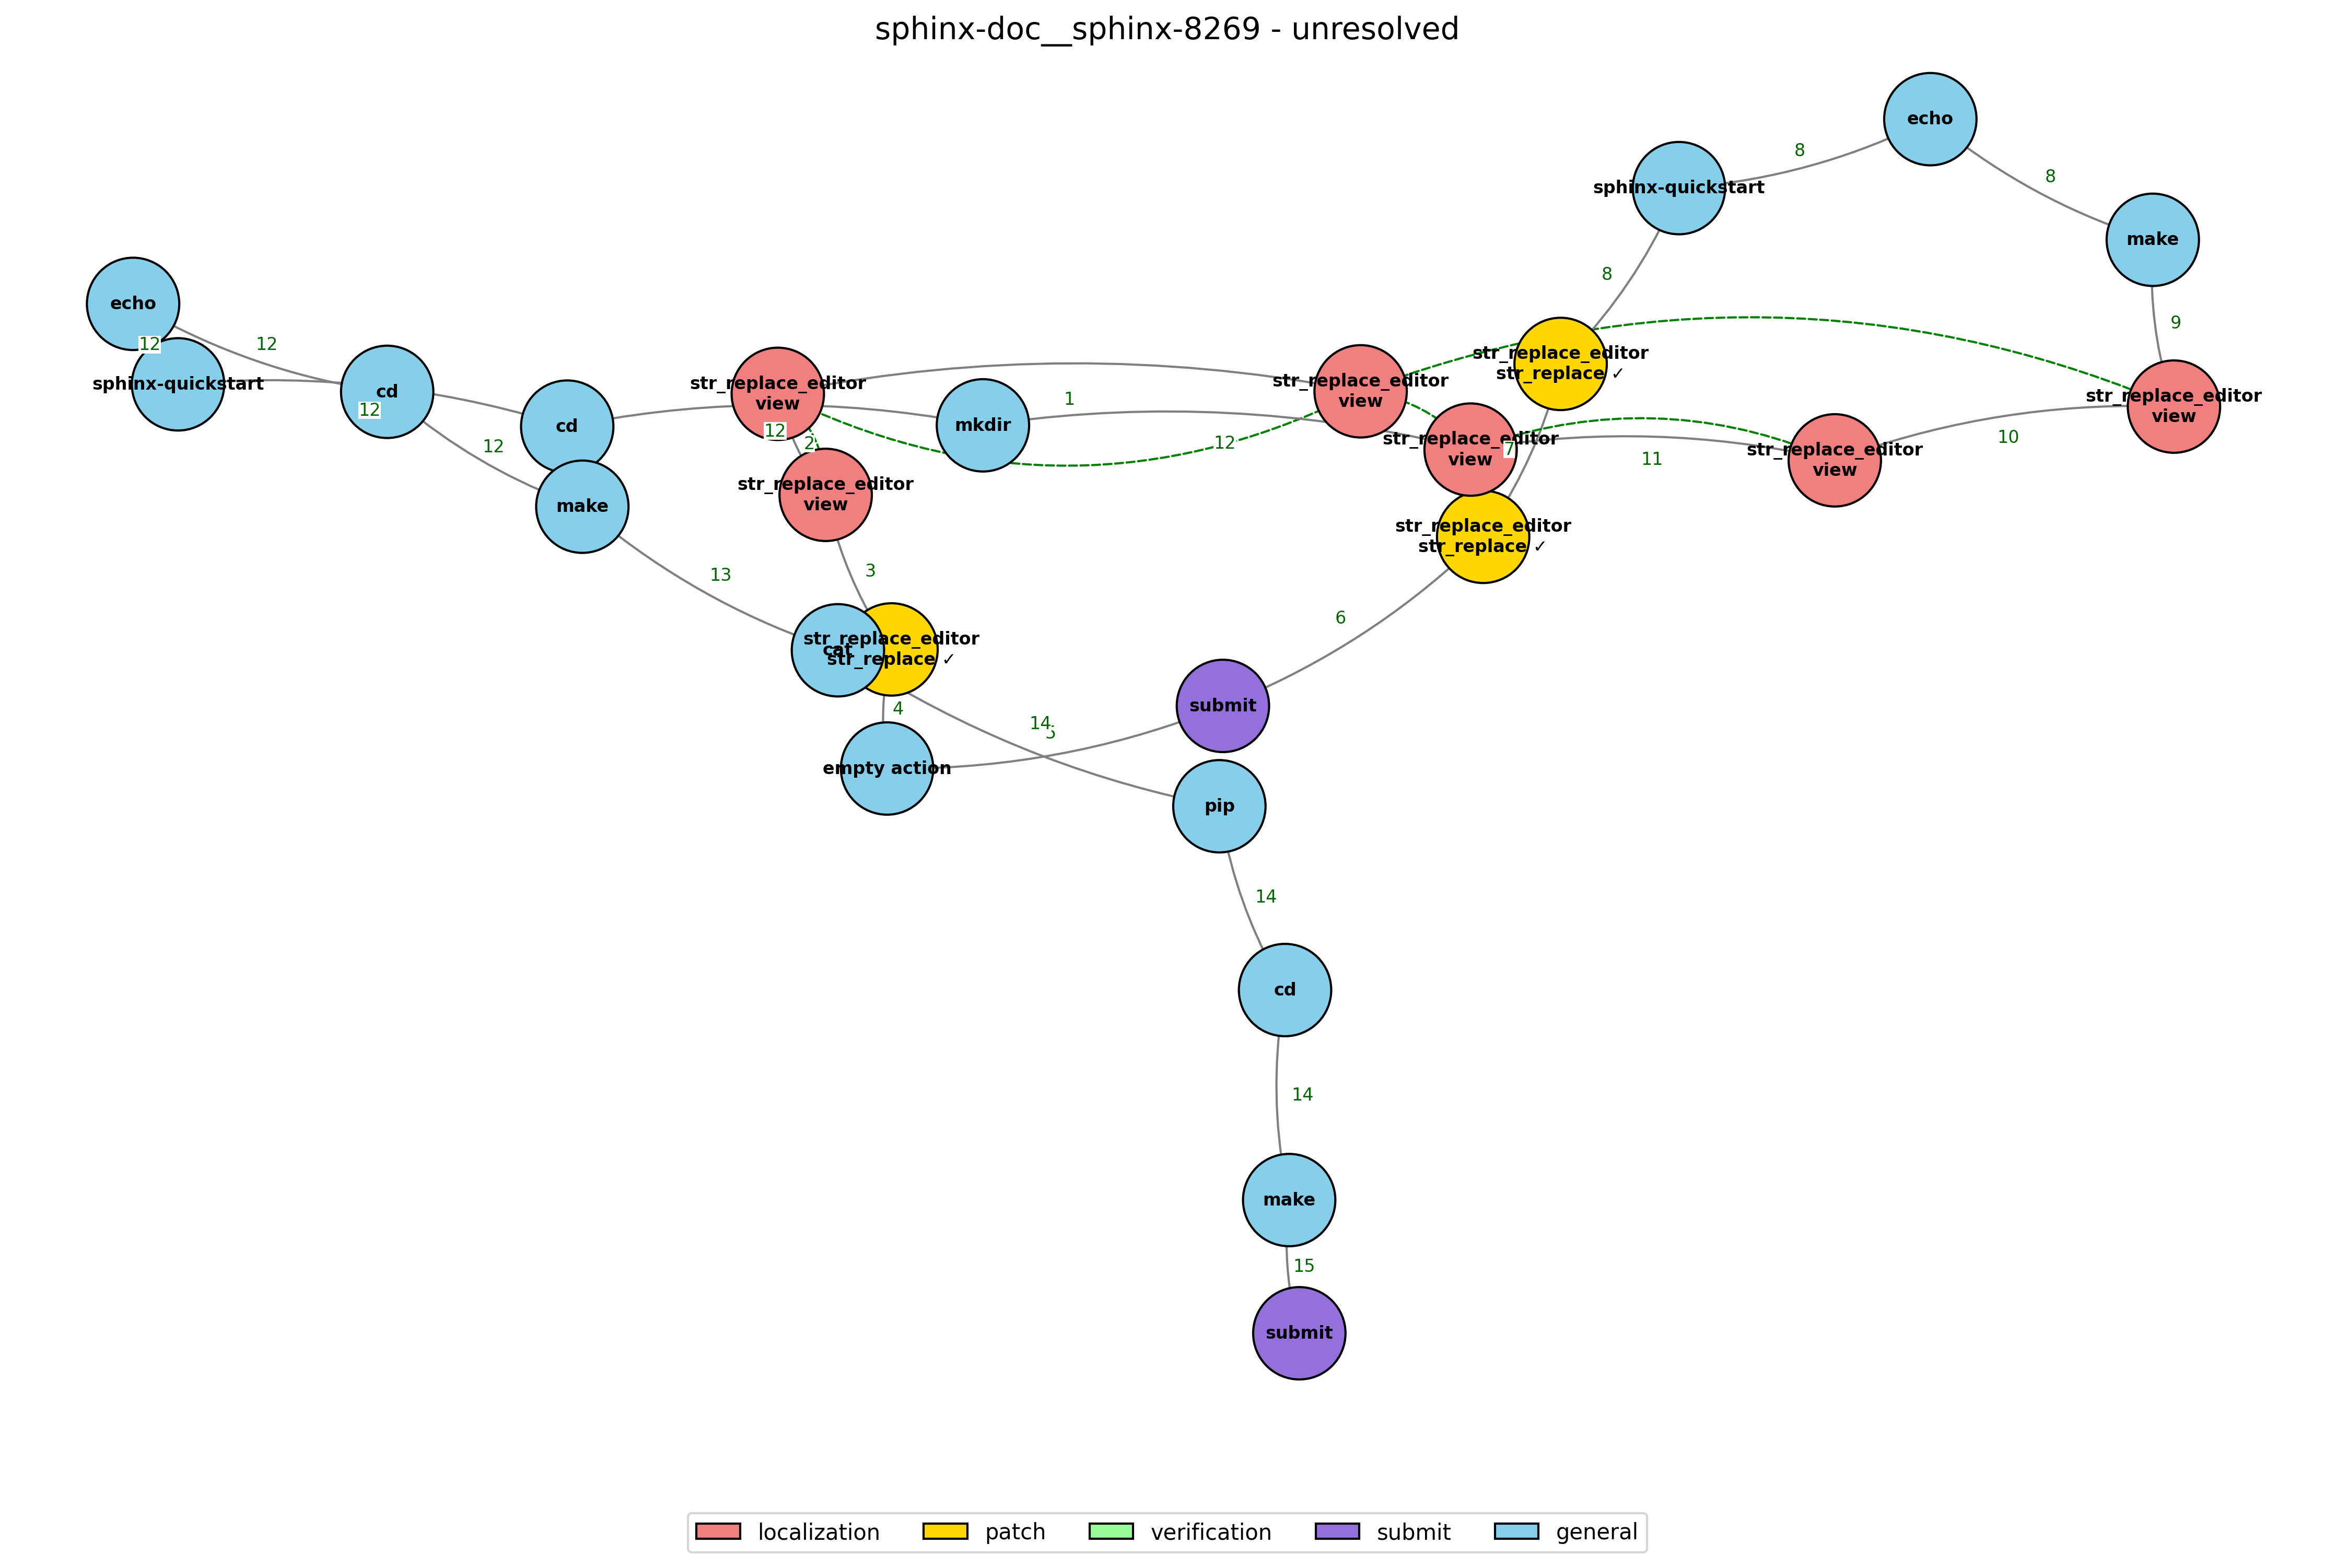 sphinx-doc__sphinx-8269 - unresolved
echo
8
sphinx-quickstart
8
make
8
echo
9
12
12
sphinx-quickstart
cd
12
12
cd
make
str_replace_editor
view
12
2
1
mkdir
str_replace_editor
view
str_replace_editor
view
12
str_replace_editor
str_replace ✓
str_replace_editor
view
7
11
str_replace_editor
view
10
str_replace_editor
view
str_replace_editor
str_replace ✓
3
13
cat
str_replace_editor
str_replace ✓
6
4
submit
14
5
empty action
pip
14
cd
14
make
15
submit
localization
patch
verification
submit
general